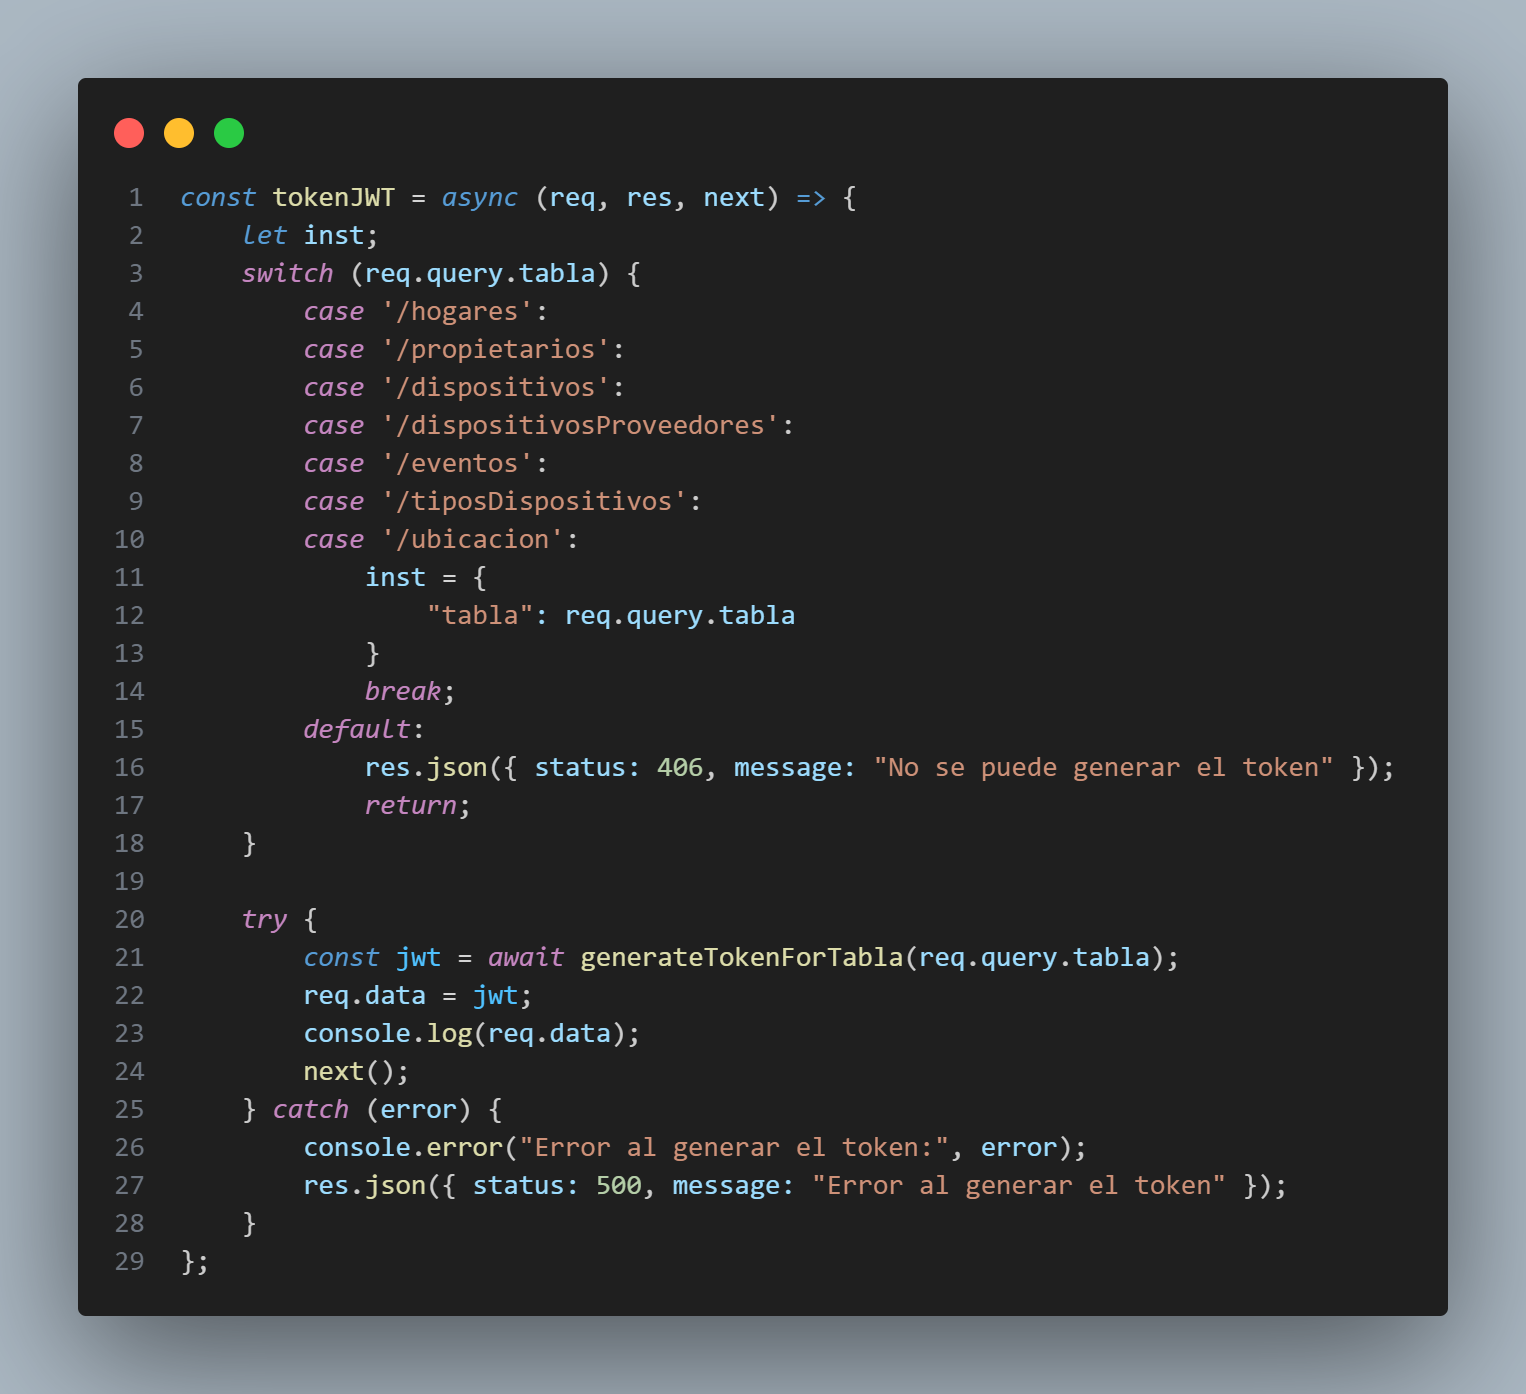 1 const tokenJWT = async (req, res, next) => {
2     let inst;
3     switch (req.query.tabla) {
4         case '/hogares':
5         case '/propietarios':
6         case '/dispositivos':
7         case '/dispositivosProveedores':
8         case '/eventos':
9         case '/tiposDispositivos':
10         case '/ubicacion':
11             inst = {
12                 "tabla": req.query.tabla
13             }
14             break;
15         default:
16             res.json({ status: 406, message: "No se puede generar el token" });
17             return;
18     }
19
20     try {
21         const jwt = await generateTokenForTabla(req.query.tabla);
22         req.data = jwt;
23         console.log(req.data);
24         next();
25     } catch (error) {
26         console.error("Error al generar el token:", error);
27         res.json({ status: 500, message: "Error al generar el token" });
28     }
29 };